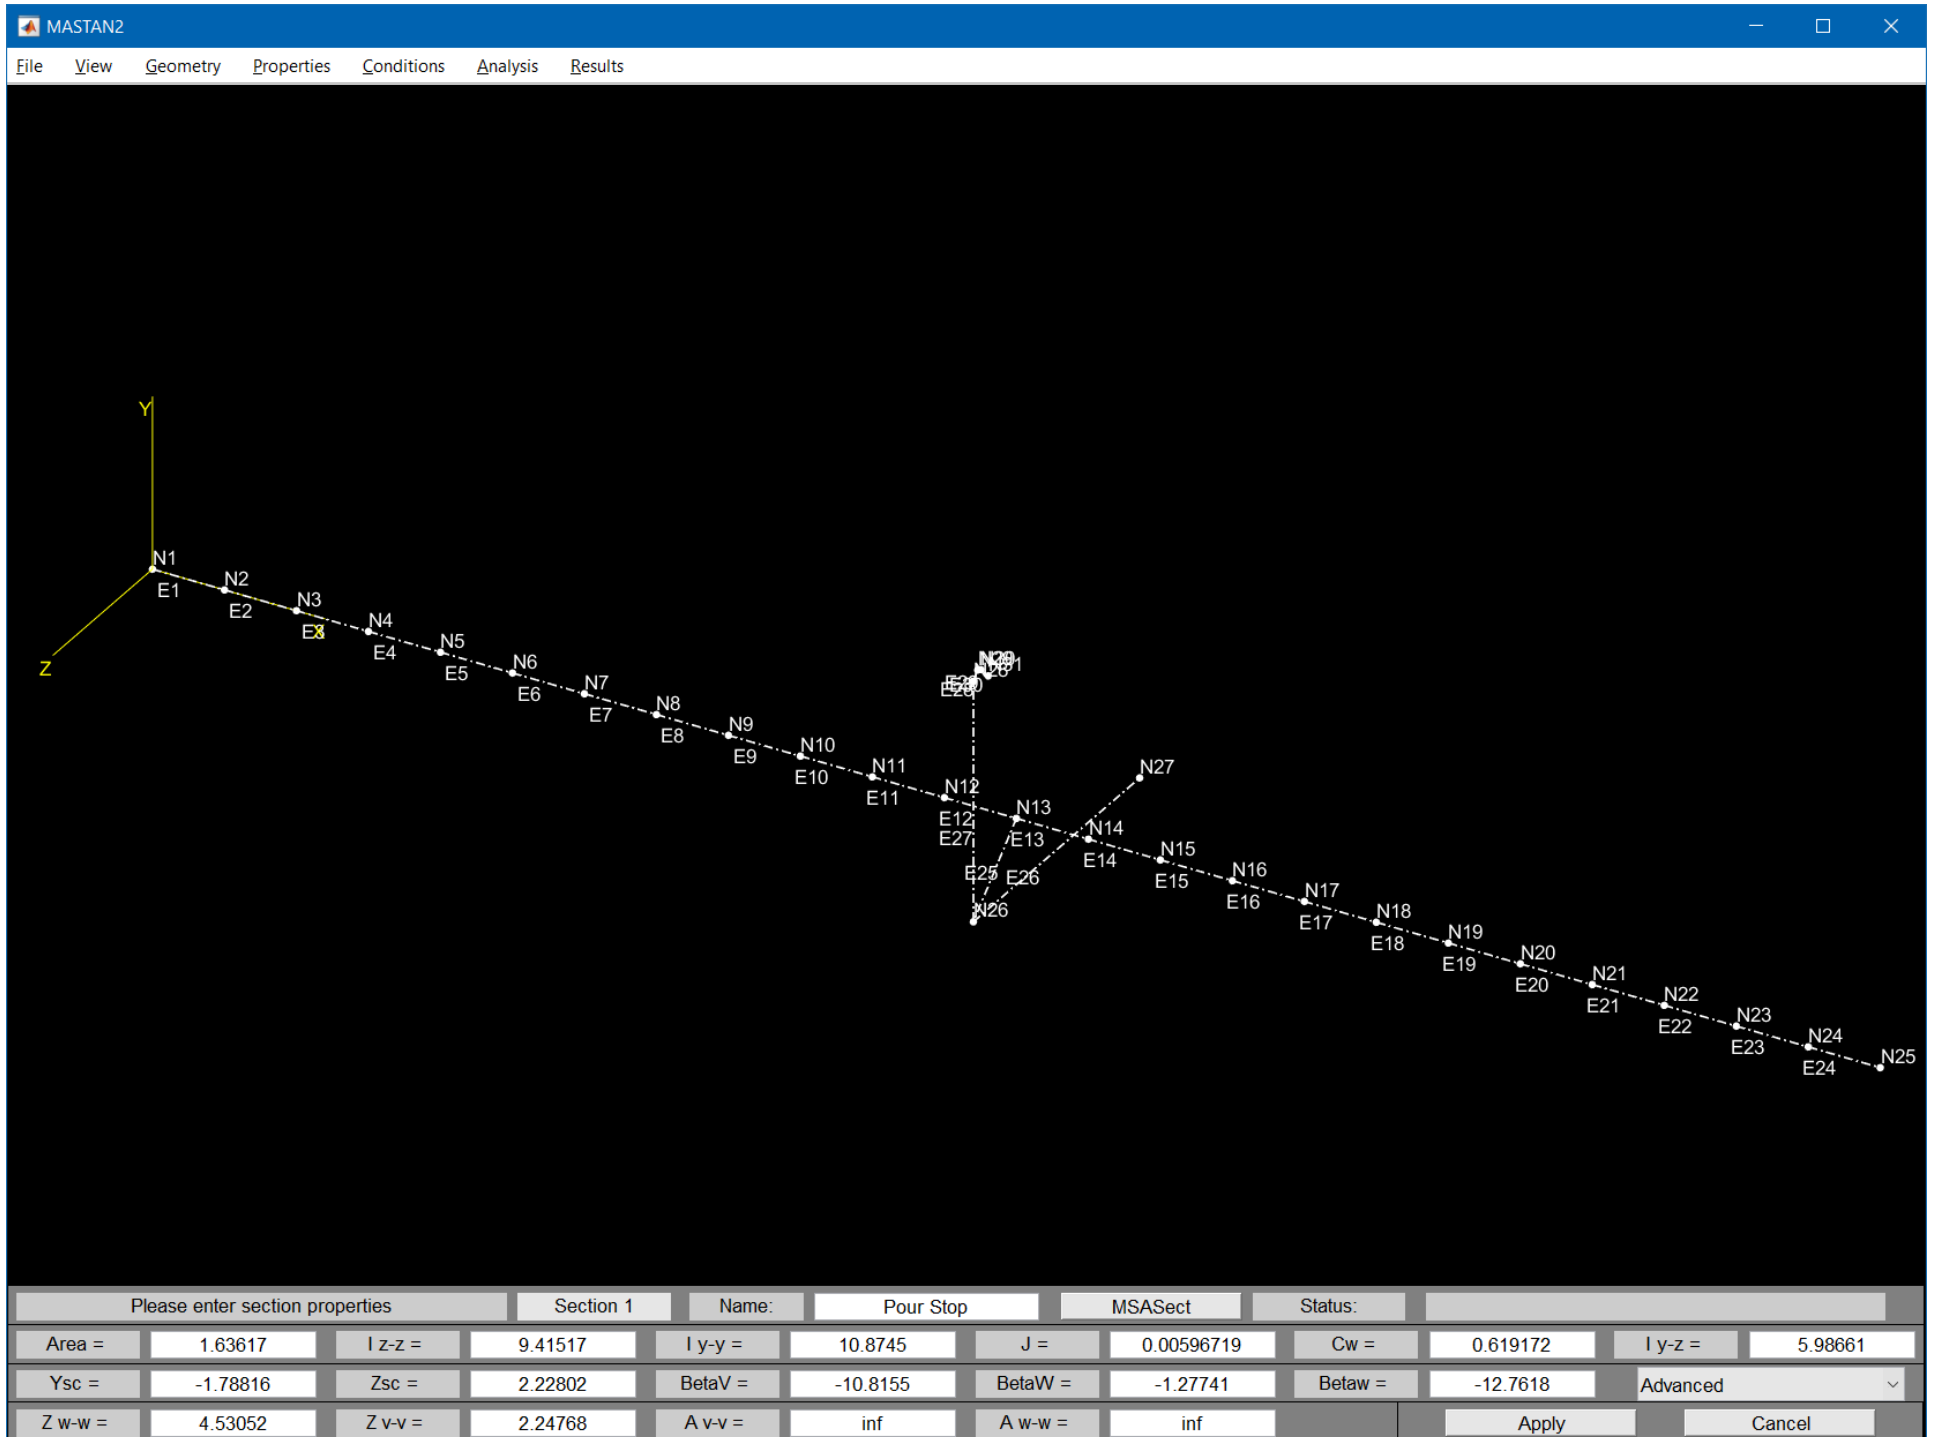 MASTAN2
File View Geometry Properties Conditions Analysis Results
Y
N1
E1
N2
E2
N3
X
Z
N4
E4
N5
E5
N6
E6
N7
E7
N8
E8
N9
E9
N10
E10
N11
E11
N12
E12
E27
N13
E13
N27
N14
E14
E25
E26
N26
N15
E15
N16
E16
N17
E17
N18
E18
N19
E19
N20
E20
N21
E21
N22
E22
N23
E23
N24
E24
N25
Please enter section properties Section 1 Name: Pour Stop MSASect Status:
Area = 1.63617 I z-z = 9.41517 I y-y = 10.8745 J = 0.00596719 Cw = 0.619172 I y-z = 5.98661
Ysc = -1.78816 Zsc = 2.22802 BetaV = -10.8155 BetaW = -1.27741 Betaw = -12.7618 Advanced
Z w-w = 4.53052 Z v-v = 2.24768 A v-v = inf A w-w = inf Apply Cancel